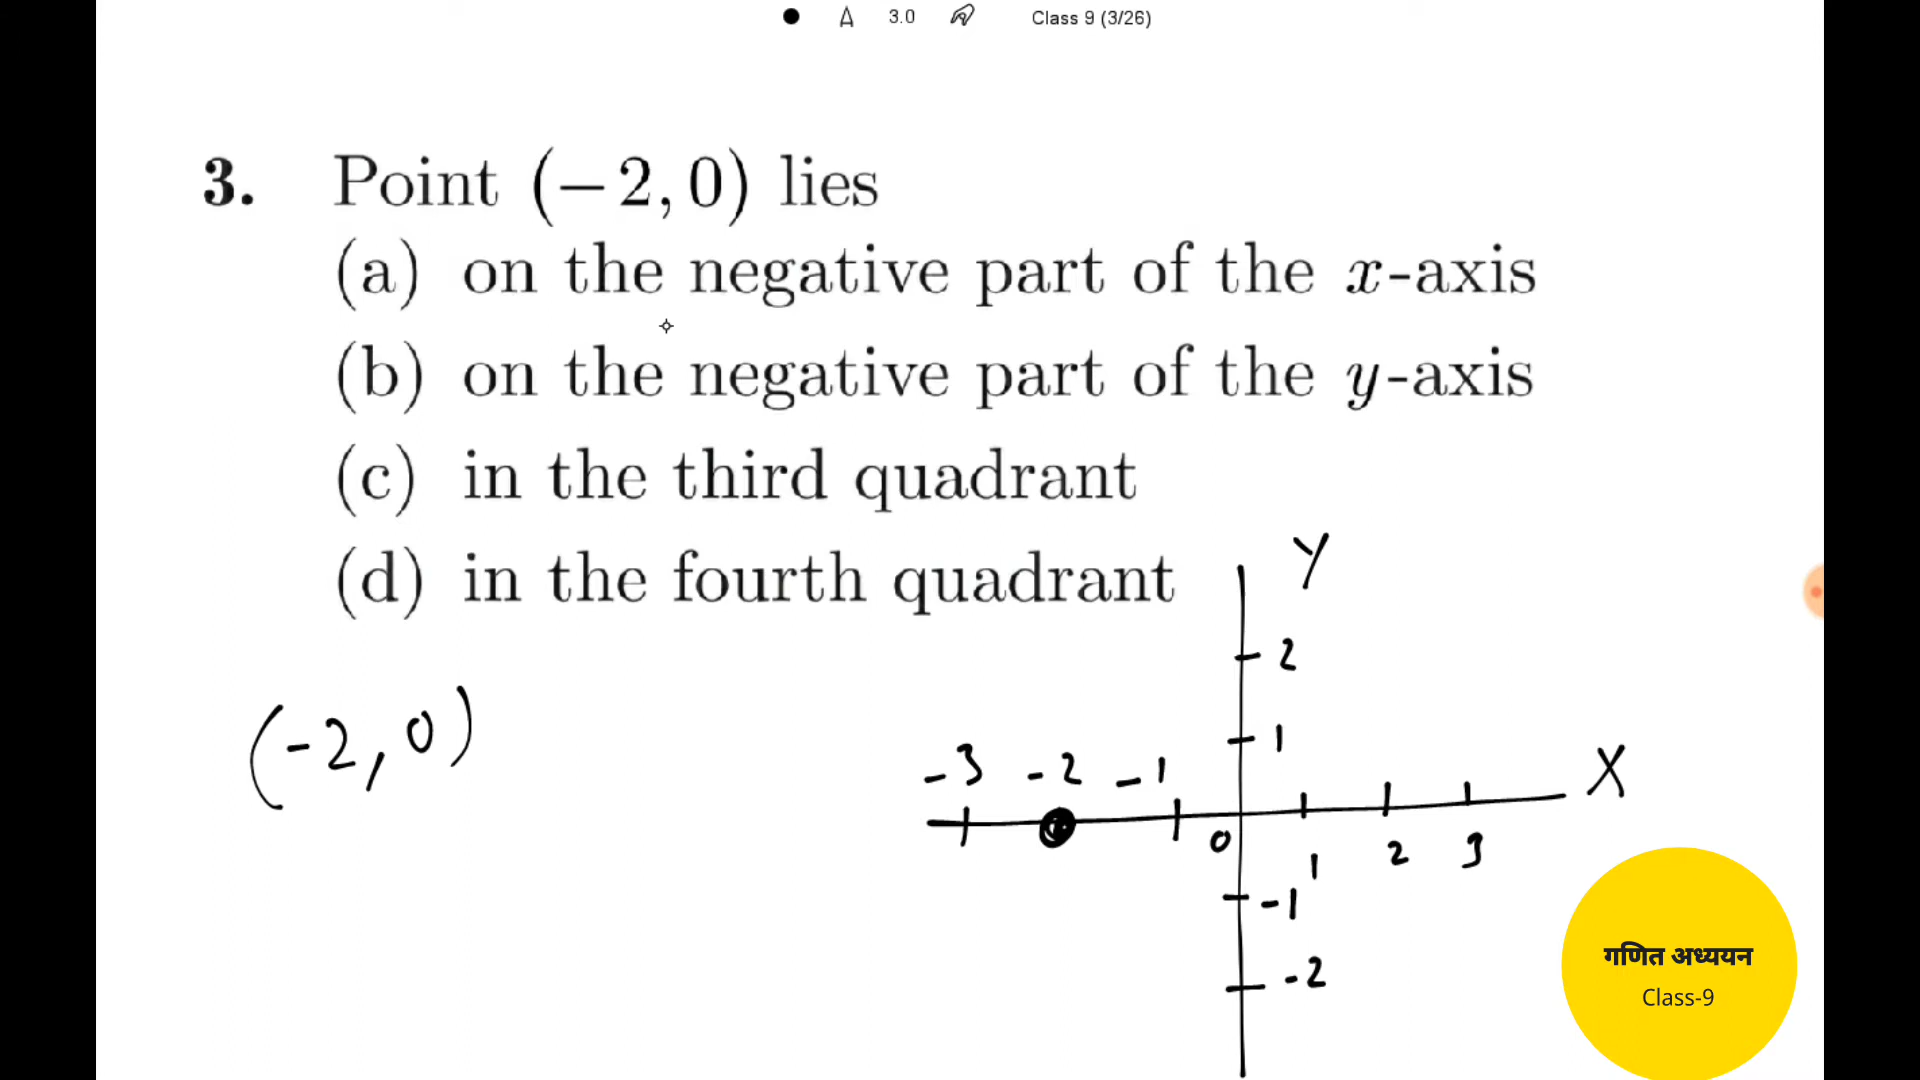 3.0 Class 9 (3/26)
3. Point (−2, 0) lies
(a) on the negative part of the x-axis
(b) on the negative part of the y-axis
(c) in the third quadrant
(d) in the fourth quadrant
Y
2
(-2, 0)
1
X
-3 -2 -1
0 1 2 3
-1
-2
गणित अध्ययन
Class-9